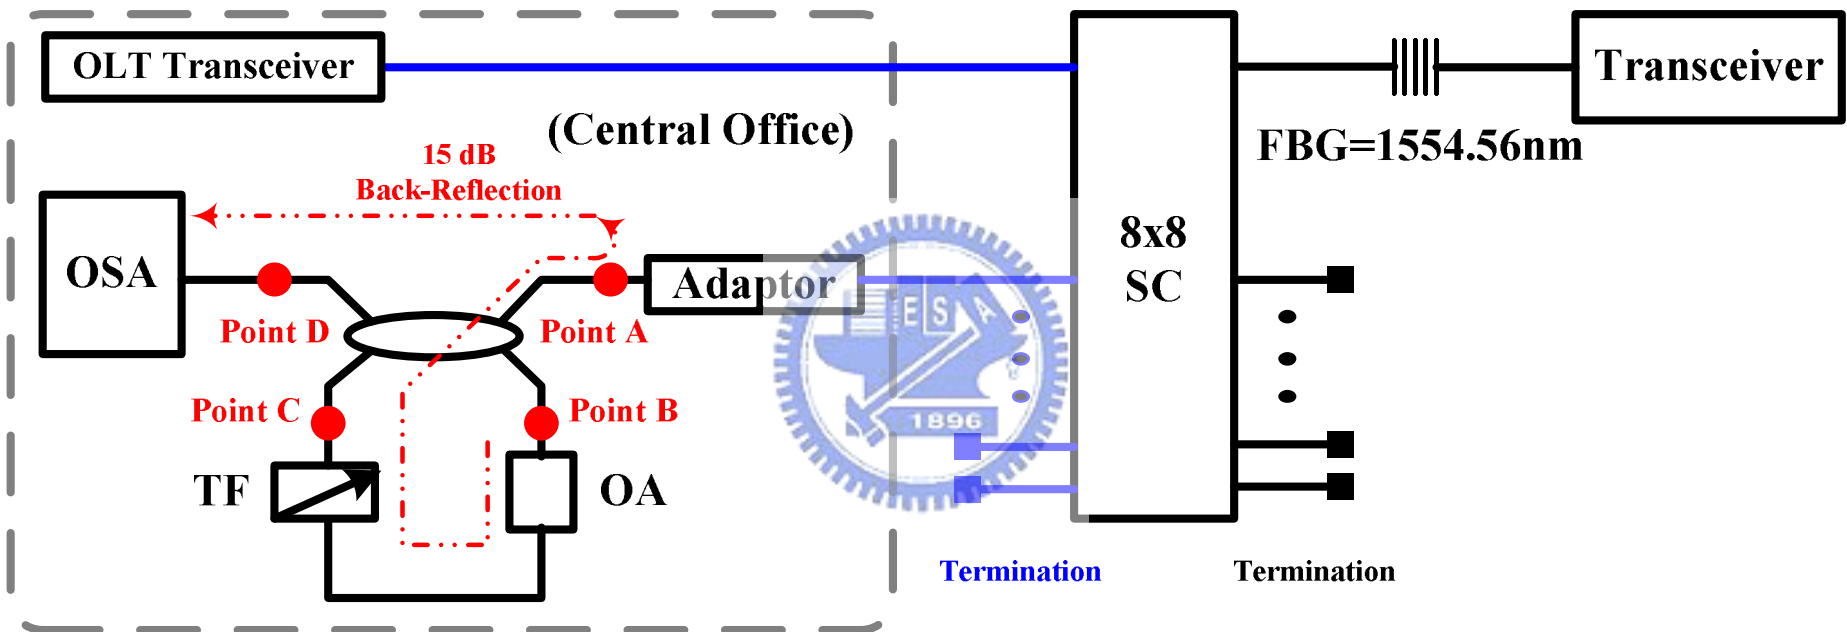 OLT Transceiver
(Central Office)
15 dB
Back-Reflection
OSA
Adaptor
Point D
Point A
Point C
Point B
TF
OA
8x8
SC
FBG=1554.56nm
Transceiver
ESA
1896
Termination
Termination